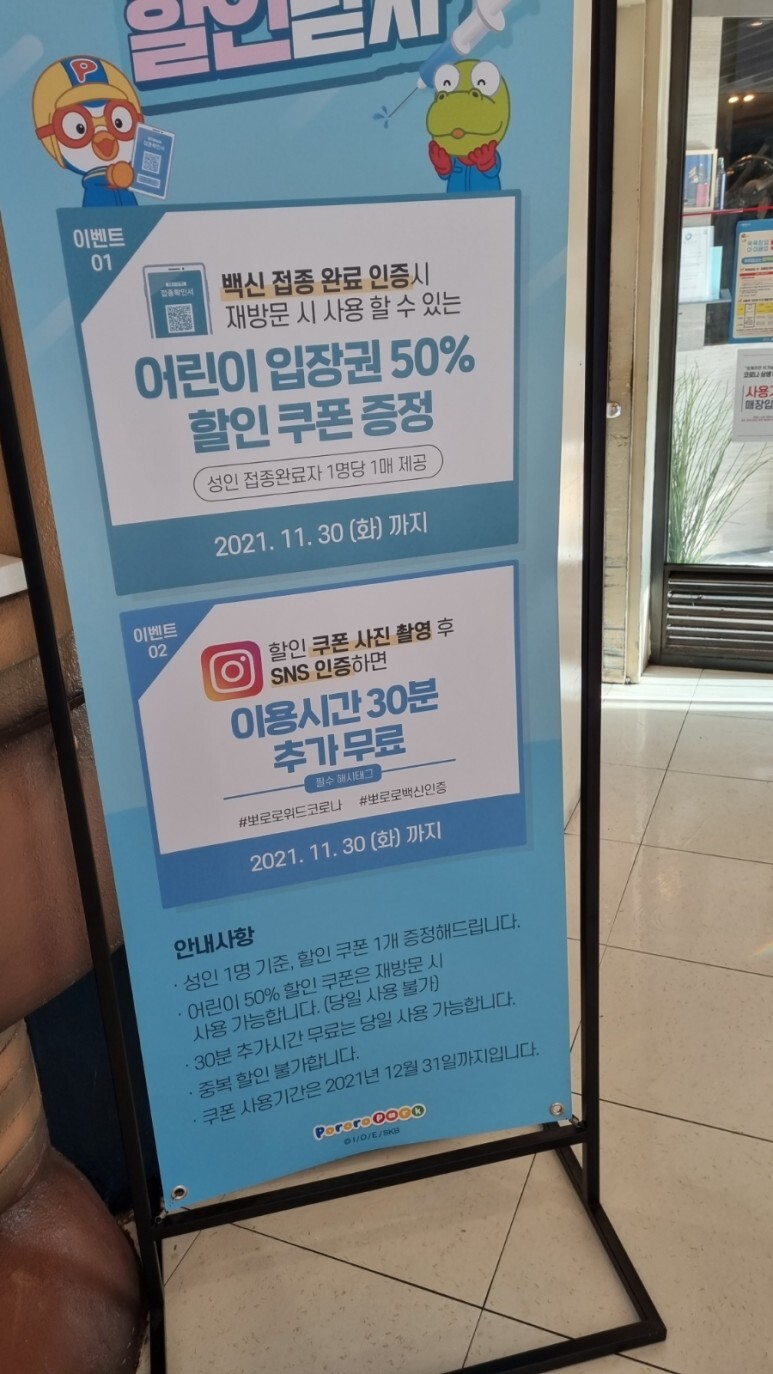 할인받자
P
이벤트
01
접종확인서
백신 접종 완료 인증시
재방문 시 사용 할 수 있는
어린이 입장권 50%
할인 쿠폰 증정
성인 접종완료자 1명당 1매 제공
2021. 11. 30 (화) 까지
이벤트
02
할인 쿠폰 사진 촬영 후
SNS 인증하면
이용시간 30분
추가 무료
필수 해시태그
#뽀로로위드코로나 #뽀로로백신인증
2021. 11. 30 (화) 까지
안내사항
· 성인 1명 기준, 할인 쿠폰 1개 증정해드립니다.
· 어린이 50% 할인 쿠폰은 재방문 시
사용 가능합니다. (당일 사용 불가)
· 30분 추가시간 무료는 당일 사용 가능합니다.
· 중복 할인 불가합니다.
· 쿠폰 사용기간은 2021년 12월 31일까지입니다.
Pororo Park
© I / O / E / SKB